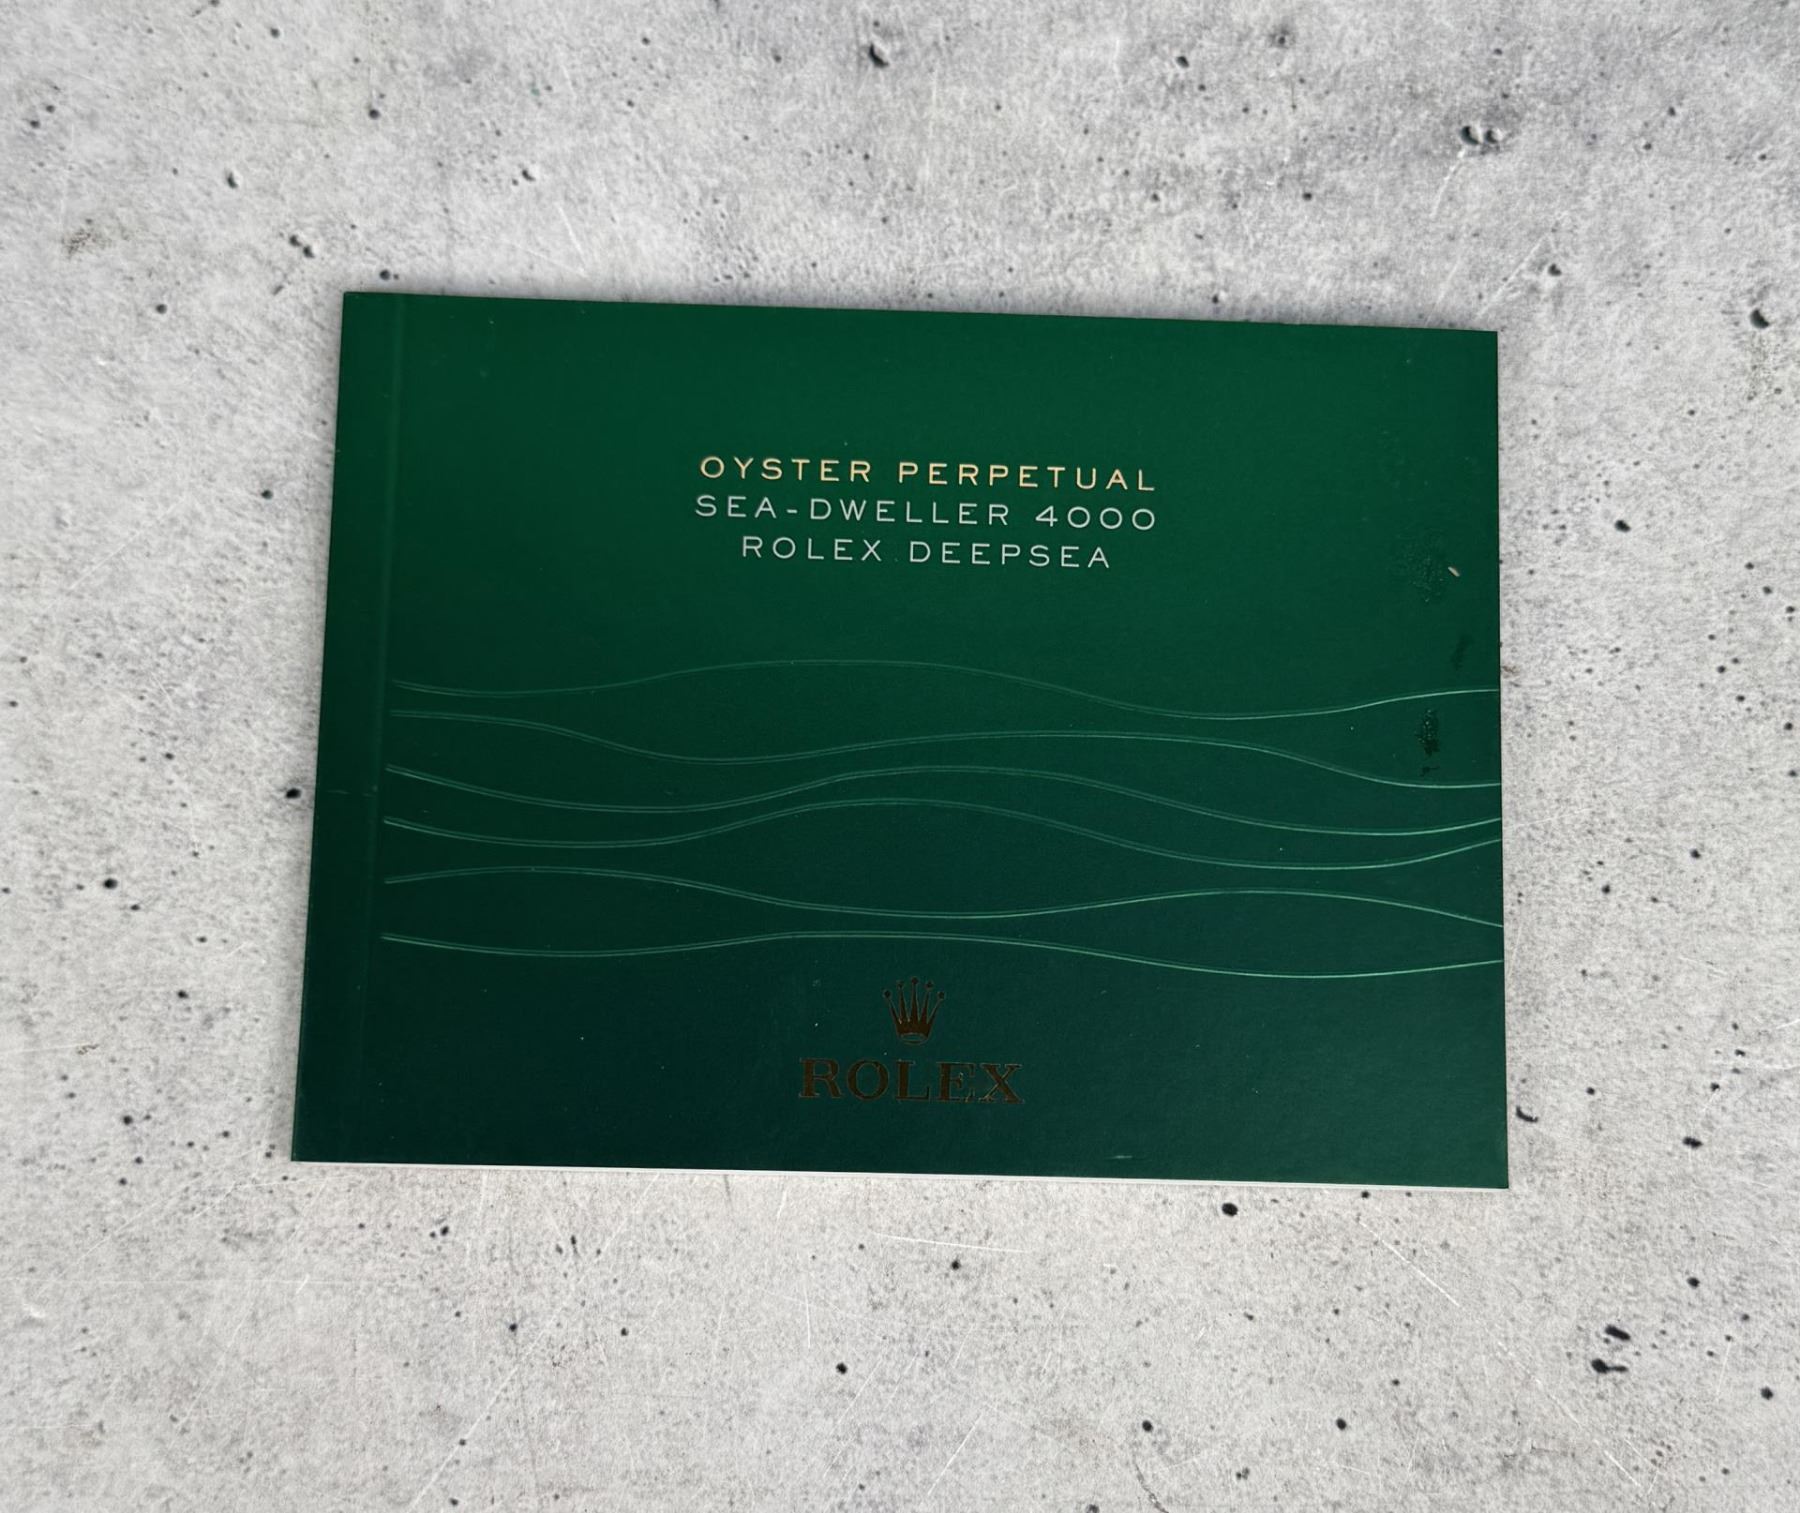 OYSTER PERPETUAL
SEA-DWELLER 4000
ROLEX DEEPSEA
ROLEX